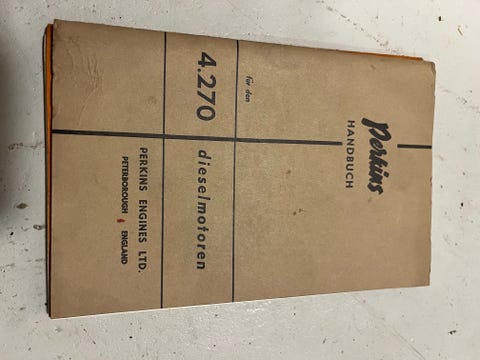 Perkins
HANDBUCH
für den
4.270 dieselmotoren
PERKINS ENGINES LTD.
PETERBOROUGH ENGLAND